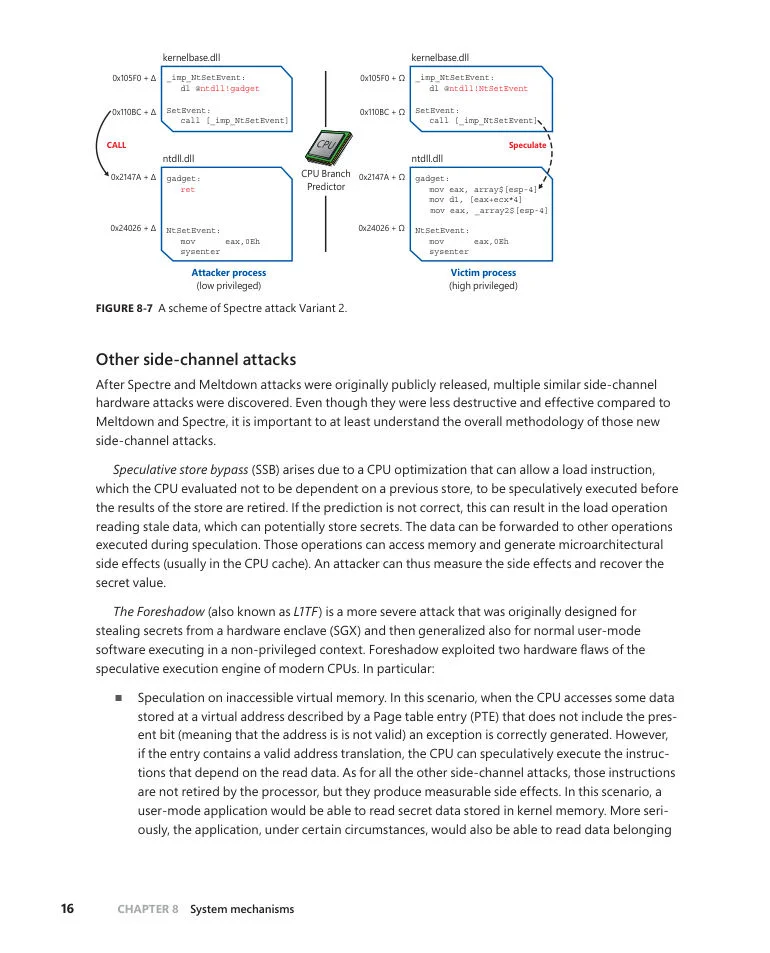 kernelbase.dll
0x105F0 + Δ
_imp_NtSetEvent:
dl @ntdll!gadget
0x110BC + Δ
SetEvent:
call [_imp_NtSetEvent]
CALL
ntdll.dll
0x2147A + Δ
gadget:
ret
0x24026 + Δ
NtSetEvent:
mov eax,0Eh
sysenter
Attacker process
(low privileged)
CPU
CPU Branch
Predictor
kernelbase.dll
0x105F0 + Ω
_imp_NtSetEvent:
dl @ntdll!NtSetEvent
0x110BC + Ω
SetEvent:
call [_imp_NtSetEvent]
Speculate
ntdll.dll
0x2147A + Ω
gadget:
mov eax, array$[esp-4]
mov dl, [eax+ecx*4]
mov eax, _array2$[esp-4]
0x24026 + Ω
NtSetEvent:
mov eax,0Eh
sysenter
Victim process
(high privileged)
FIGURE 8-7 A scheme of Spectre attack Variant 2.
Other side-channel attacks
After Spectre and Meltdown attacks were originally publicly released, multiple similar side-channel
hardware attacks were discovered. Even though they were less destructive and effective compared to
Meltdown and Spectre, it is important to at least understand the overall methodology of those new
side-channel attacks.
Speculative store bypass (SSB) arises due to a CPU optimization that can allow a load instruction,
which the CPU evaluated not to be dependent on a previous store, to be speculatively executed before
the results of the store are retired. If the prediction is not correct, this can result in the load operation
reading stale data, which can potentially store secrets. The data can be forwarded to other operations
executed during speculation. Those operations can access memory and generate microarchitectural
side effects (usually in the CPU cache). An attacker can thus measure the side effects and recover the
secret value.
The Foreshadow (also known as L1TF) is a more severe attack that was originally designed for
stealing secrets from a hardware enclave (SGX) and then generalized also for normal user-mode
software executing in a non-privileged context. Foreshadow exploited two hardware flaws of the
speculative execution engine of modern CPUs. In particular:
■ Speculation on inaccessible virtual memory. In this scenario, when the CPU accesses some data
stored at a virtual address described by a Page table entry (PTE) that does not include the pres-
ent bit (meaning that the address is is not valid) an exception is correctly generated. However,
if the entry contains a valid address translation, the CPU can speculatively execute the instruc-
tions that depend on the read data. As for all the other side-channel attacks, those instructions
are not retired by the processor, but they produce measurable side effects. In this scenario, a
user-mode application would be able to read secret data stored in kernel memory. More seri-
ously, the application, under certain circumstances, would also be able to read data belonging
16 CHAPTER 8 System mechanisms